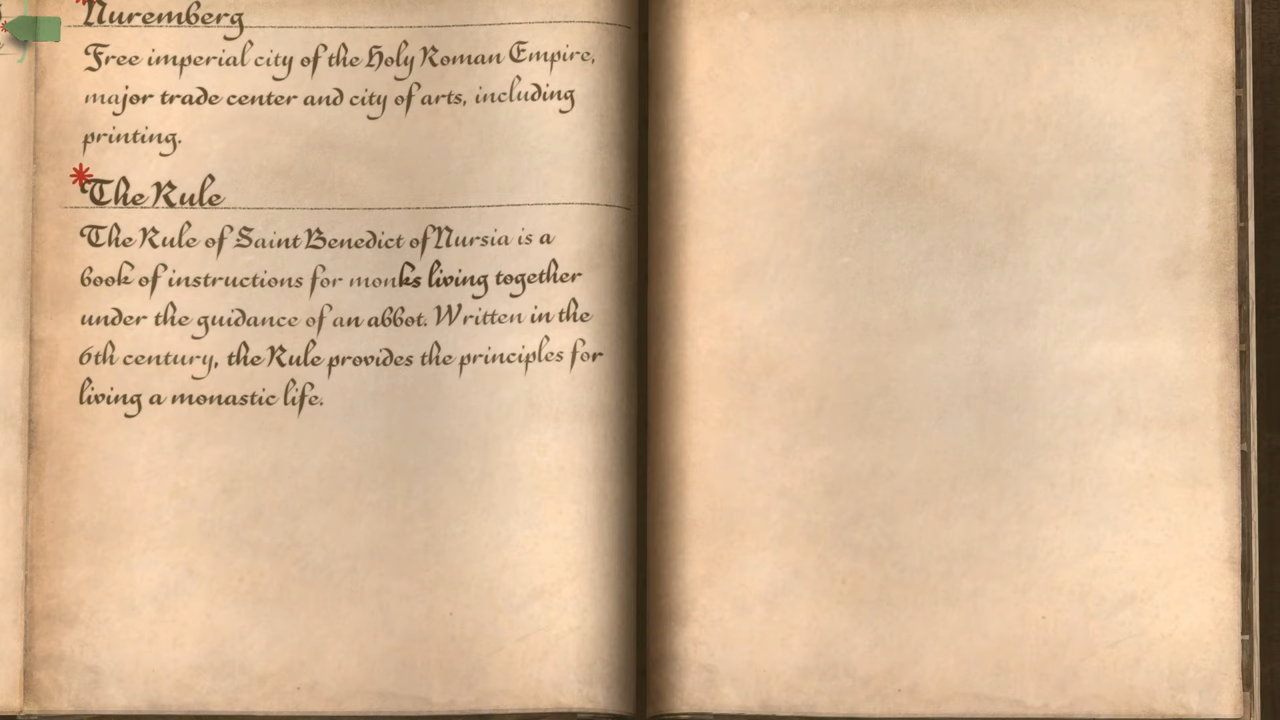 Nuremberg
Free imperial city of the Holy Roman Empire,
major trade center and city of arts, including
printing.
The Rule
The Rule of Saint Benedict of Nursia is a
book of instructions for monks living together
under the guidance of an abbot. Written in the
6th century, the Rule provides the principles for
living a monastic life.